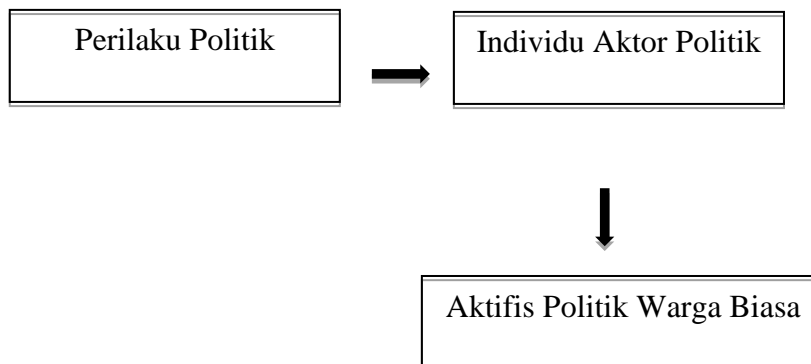 Perilaku Politik
Individu Aktor Politik
Aktifis Politik Warga Biasa